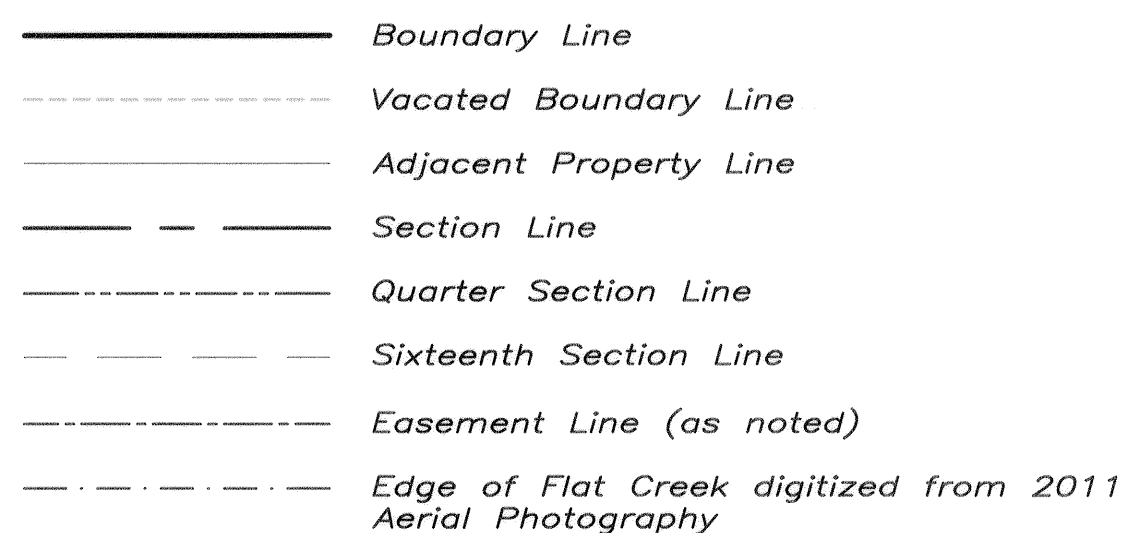 Boundary Line
Vacated Boundary Line
Adjacent Property Line
Section Line
Quarter Section Line
Sixteenth Section Line
Easement Line (as noted)
Edge of Flat Creek digitized from 2011
Aerial Photography